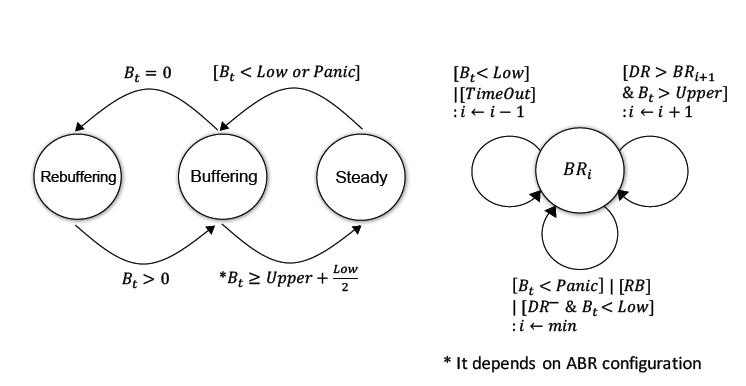 B_t = 0
[B_t < Low or Panic]
Rebuffering
Buffering
Steady
B_t > 0
*B_t ≥ Upper + Low/2
[B_t < Low]
|[TimeOut]
: i ← i − 1
[DR > BR_{i+1}
& B_t > Upper]
: i ← i + 1
BR_i
[B_t < Panic] | [RB]
| [DR⁻ & B_t < Low]
: i ← min
* It depends on ABR configuration